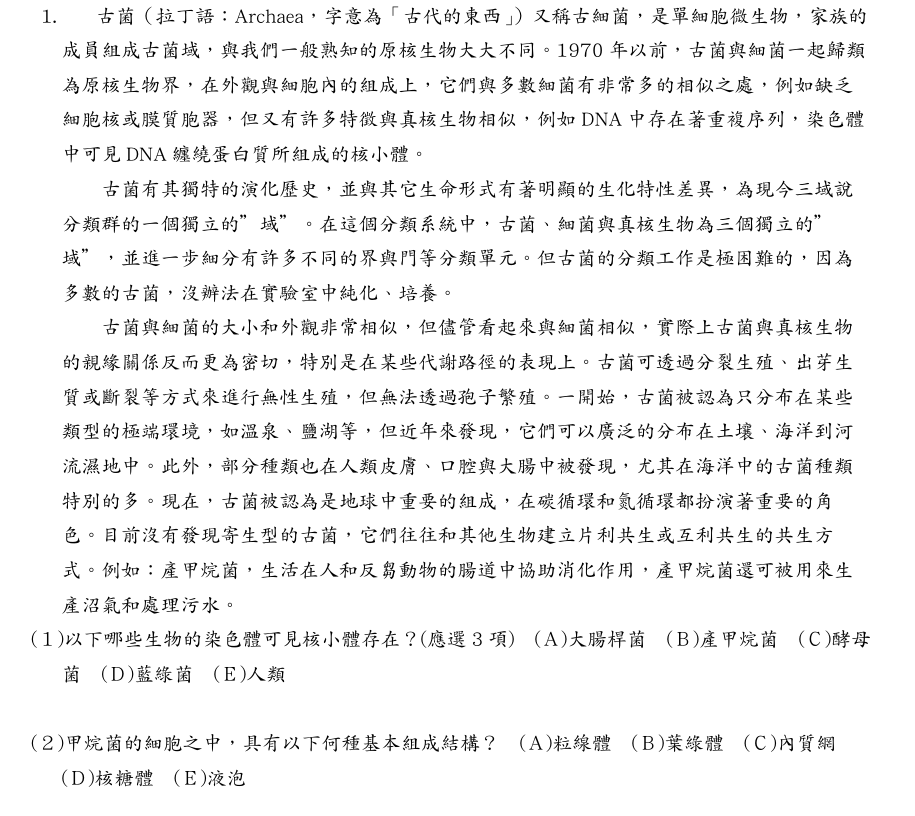 1. 古菌（拉丁語：Archaea，字意為「古代的東西」）又稱古細菌，是單細胞微生物，家族的
成員組成古菌域，與我們一般熟知的原核生物大大不同。1970 年以前，古菌與細菌一起歸類
為原核生物界，在外觀與細胞內的組成上，它們與多數細菌有非常多的相似之處，例如缺乏
細胞核或膜質胞器，但又有許多特徵與真核生物相似，例如 DNA 中存在著重複序列，染色體
中可見 DNA 纏繞蛋白質所組成的核小體。
古菌有其獨特的演化歷史，並與其它生命形式有著明顯的生化特性差異，為現今三域說
分類群的一個獨立的”域”。在這個分類系統中，古菌、細菌與真核生物為三個獨立的”
域”，並進一步細分有許多不同的界與門等分類單元。但古菌的分類工作是極困難的，因為
多數的古菌，沒辦法在實驗室中純化、培養。
古菌與細菌的大小和外觀非常相似，但儘管看起來與細菌相似，實際上古菌與真核生物
的親緣關係反而更為密切，特別是在某些代謝路徑的表現上。古菌可透過分裂生殖、出芽生
質或斷裂等方式來進行無性生殖，但無法透過孢子繁殖。一開始，古菌被認為只分布在某些
類型的極端環境，如溫泉、鹽湖等，但近年來發現，它們可以廣泛的分布在土壤、海洋到河
流濕地中。此外，部分種類也在人類皮膚、口腔與大腸中被發現，尤其在海洋中的古菌種類
特別的多。現在，古菌被認為是地球中重要的組成，在碳循環和氮循環都扮演著重要的角
色。目前沒有發現寄生型的古菌，它們往往和其他生物建立片利共生或互利共生的共生方
式。例如：產甲烷菌，生活在人和反芻動物的腸道中協助消化作用，產甲烷菌還可被用來生
產沼氣和處理污水。
(１)以下哪些生物的染色體可見核小體存在？(應選 3 項) (A)大腸桿菌 (B)產甲烷菌 (C)酵母
菌 (D)藍綠菌 (E)人類
(２)甲烷菌的細胞之中，具有以下何種基本組成結構？ (A)粒線體 (B)葉綠體 (C)內質網
(D)核糖體 (E)液泡